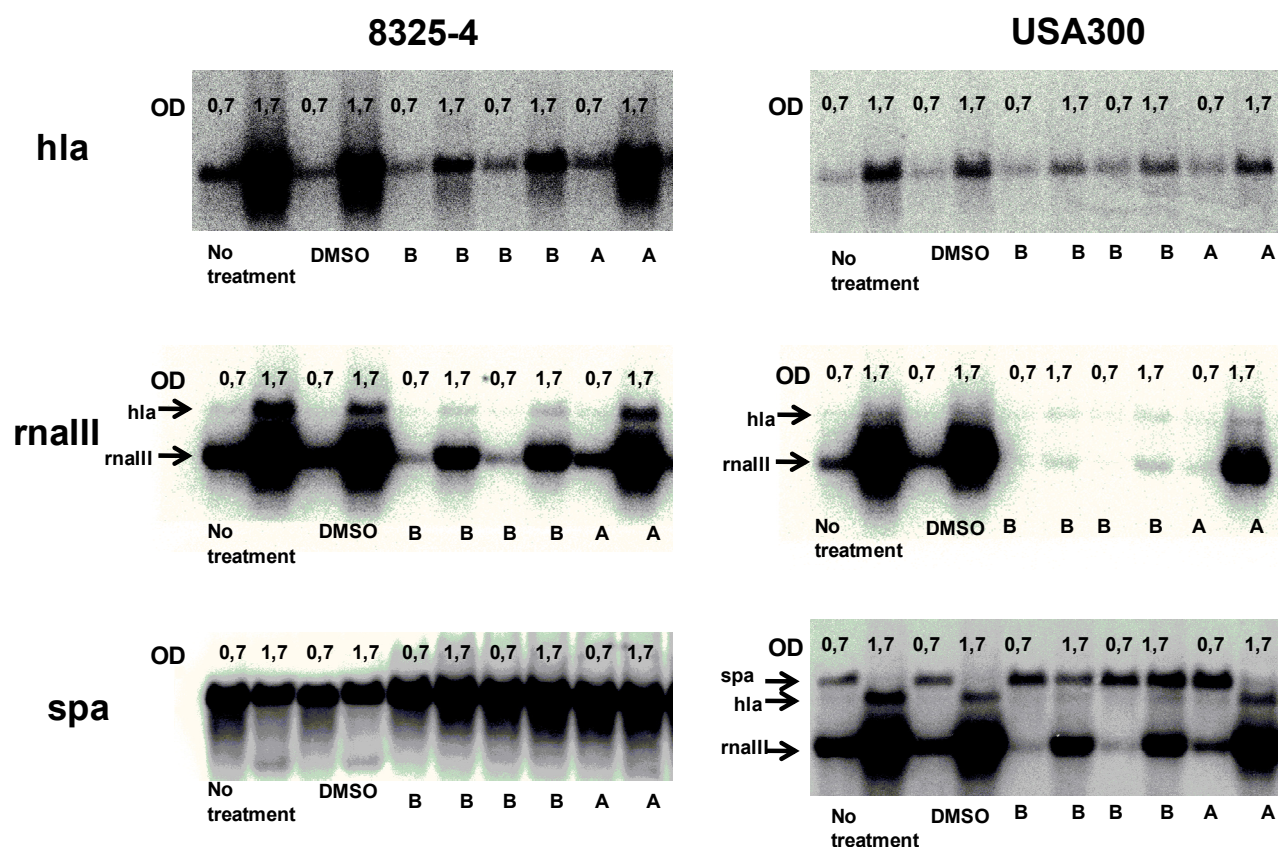 8325-4
USA300
hla
OD 0,7 1,7 0,7 1,7 0,7 1,7 0,7 1,7 0,7 1,7
No treatment DMSO B B B B A A
OD 0,7 1,7 0,7 1,7 0,7 1,7 0,7 1,7 0,7 1,7
No treatment DMSO B B B B A A
rnaIII
OD 0,7 1,7 0,7 1,7 0,7 1,7 0,7 1,7 0,7 1,7
hla
rnaIII
No treatment DMSO B B B B A A
OD 0,7 1,7 0,7 1,7 0,7 1,7 0,7 1,7 0,7 1,7
hla
rnaIII
No treatment DMSO B B B B A A
spa
OD 0,7 1,7 0,7 1,7 0,7 1,7 0,7 1,7 0,7 1,7
No treatment DMSO B B B B A A
OD 0,7 1,7 0,7 1,7 0,7 1,7 0,7 1,7 0,7 1,7
spa
hla
rnaIII
No treatment DMSO B B B B A A